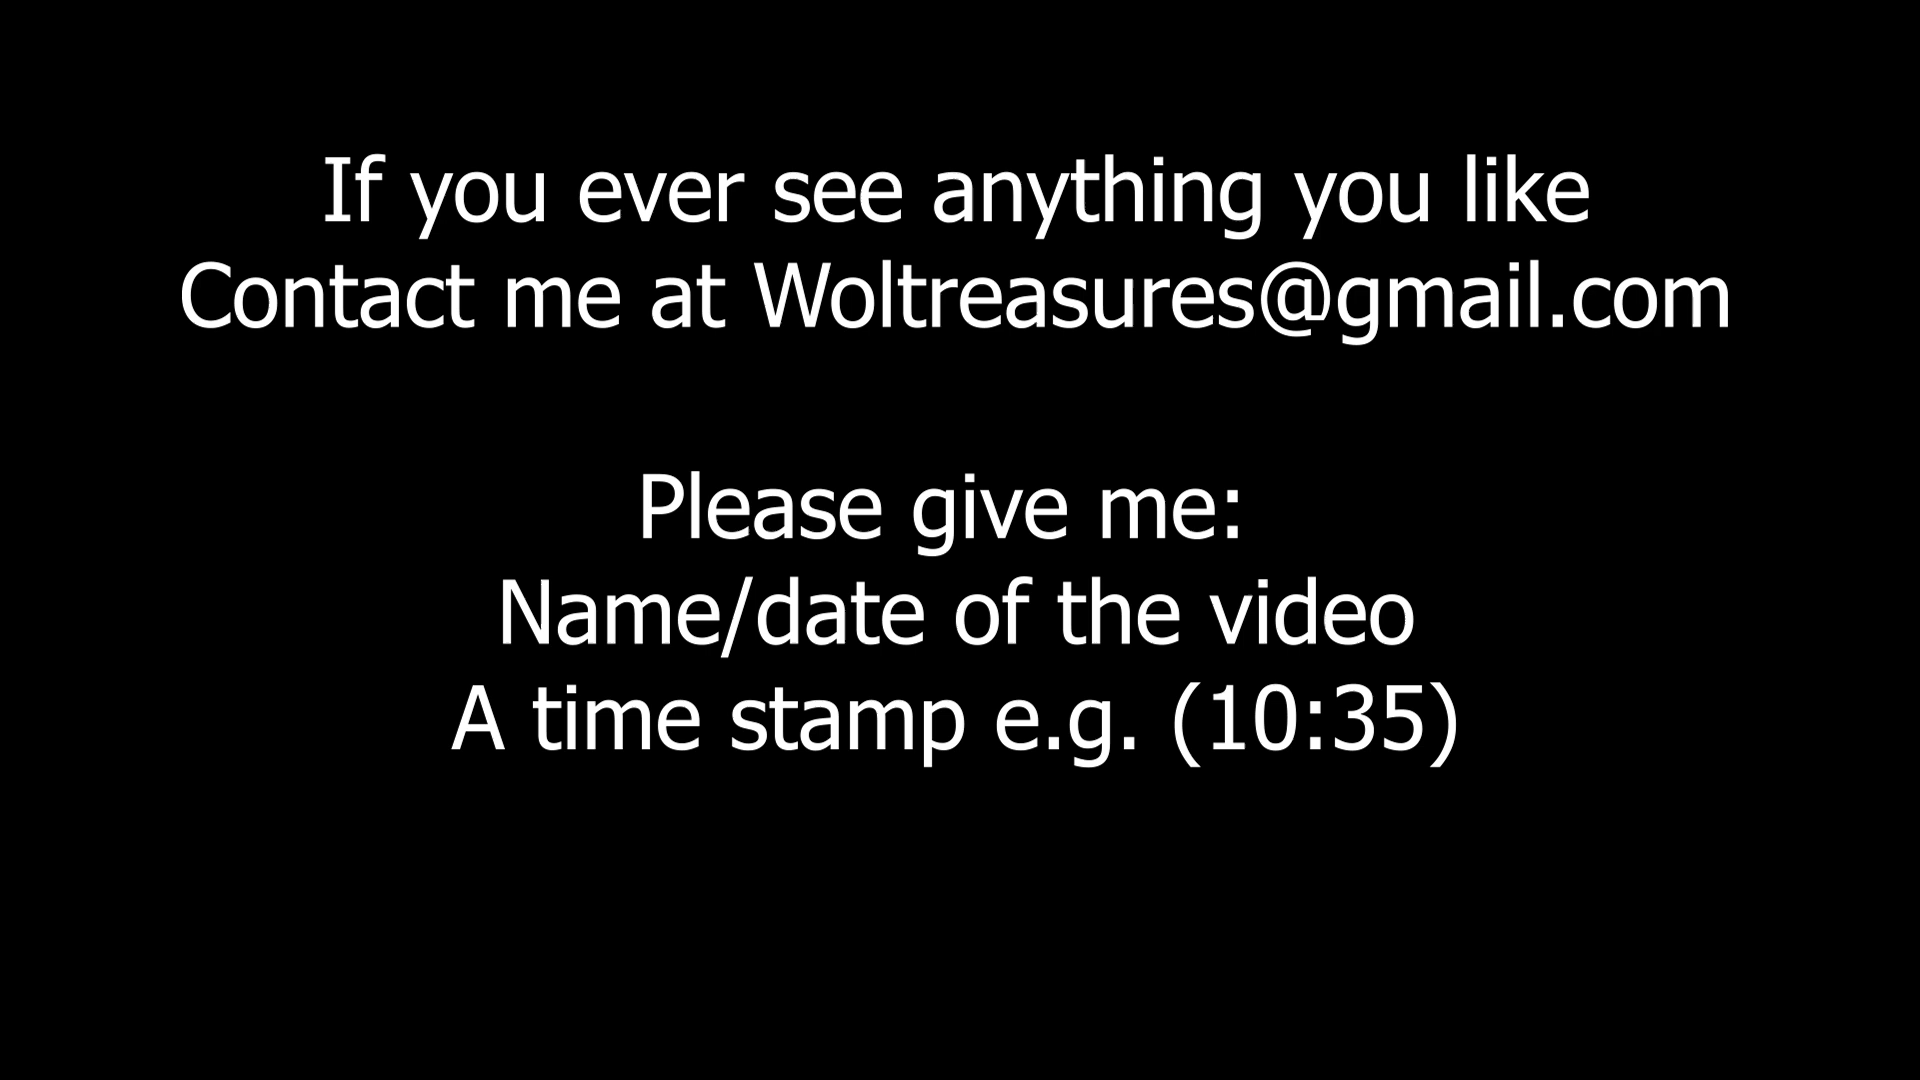 If you ever see anything you like
Contact me at Woltreasures@gmail.com
Please give me:
Name/date of the video
A time stamp e.g. (10:35)